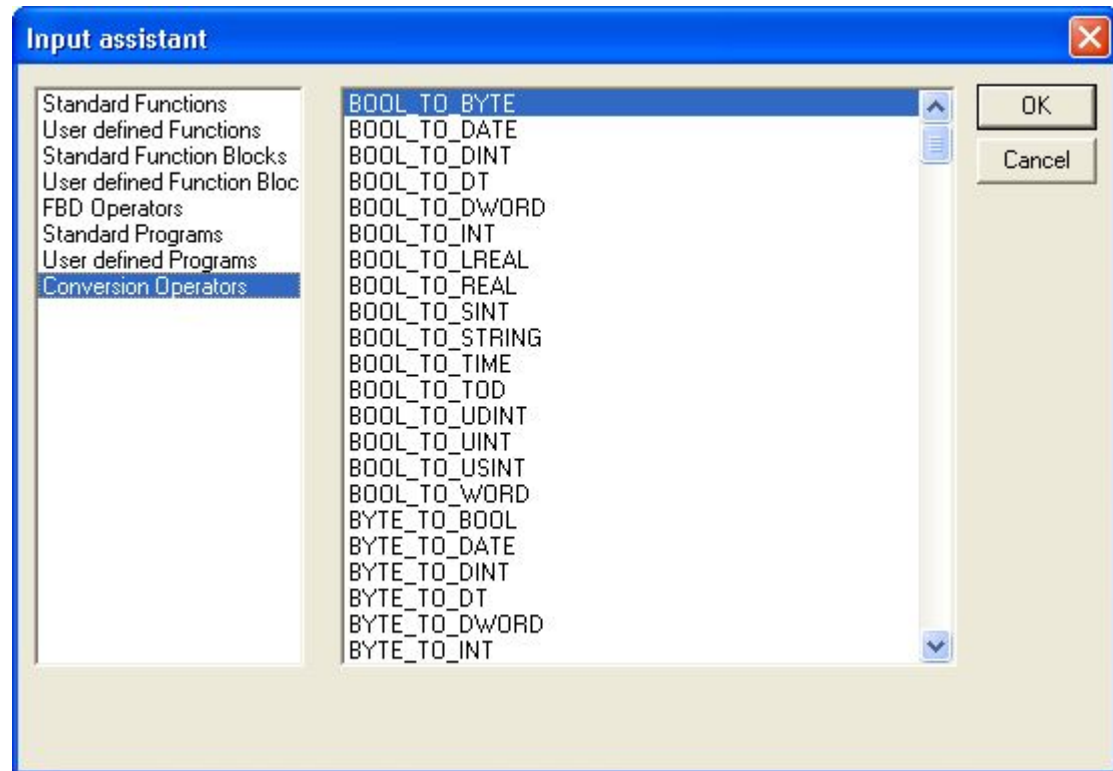 Input assistant
Standard Functions
User defined Functions
Standard Function Blocks
User defined Function Bloc
FBD Operators
Standard Programs
User defined Programs
Conversion Operators
BOOL_TO_BYTE
BOOL_TO_DATE
BOOL_TO_DINT
BOOL_TO_DT
BOOL_TO_DWORD
BOOL_TO_INT
BOOL_TO_LREAL
BOOL_TO_REAL
BOOL_TO_SINT
BOOL_TO_STRING
BOOL_TO_TIME
BOOL_TO_TOD
BOOL_TO_UDINT
BOOL_TO_UINT
BOOL_TO_USINT
BOOL_TO_WORD
BYTE_TO_BOOL
BYTE_TO_DATE
BYTE_TO_DINT
BYTE_TO_DT
BYTE_TO_DWORD
BYTE_TO_INT
OK
Cancel